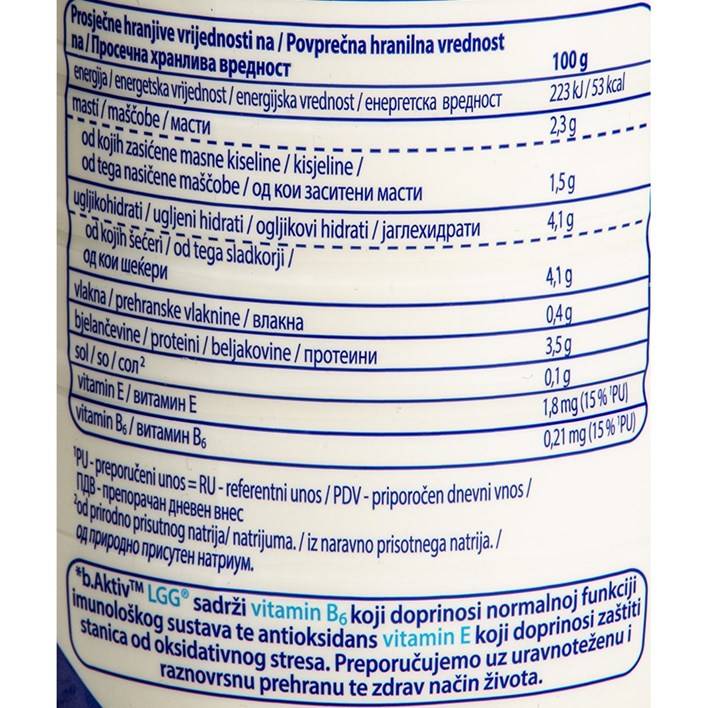 Prosječne hranjive vrijednosti na / Povprečna hranilna vrednost
na / Просечна хранлива вредност 100 g
energija / energetska vrijednost / energijska vrednost / енергетска вредност 223 kJ / 53 kcal
masti / maščobe / масти 2,3 g
od kojih zasićene masne kiseline / kisjeline /
od tega nasičene maščobe / од кои заситени масти 1,5 g
ugljikohidrati / ugljeni hidrati / ogljikovi hidrati / јаглехидрати 4,1 g
od kojih šećeri / od tega sladkorji /
од кои шеќери 4,1 g
vlakna / prehranske vlaknine / влакна 0,4 g
bjelančevine / proteini / beljakovine / протеини 3,5 g
sol / so / сол² 0,1 g
vitamin E / витамин Е 1,8 mg (15 % ¹PU)
vitamin B₆ / витамин B₆ 0,21 mg (15 % ¹PU)
¹PU - preporučeni unos = RU - referentni unos / PDV - priporočen dnevni vnos /
ПДВ - препорачан дневен внес
²od prirodno prisutnog natrija/ natrijuma. / iz naravno prisotnega natrija. /
од природно присутен натриум.
*b.Aktiv™ LGG® sadrži vitamin B₆ koji doprinosi normalnoj funkciji
imunološkog sustava te antioksidans vitamin E koji doprinosi zaštiti
stanica od oksidativnog stresa. Preporučujemo uz uravnoteženu i
raznovrsnu prehranu te zdrav način života.